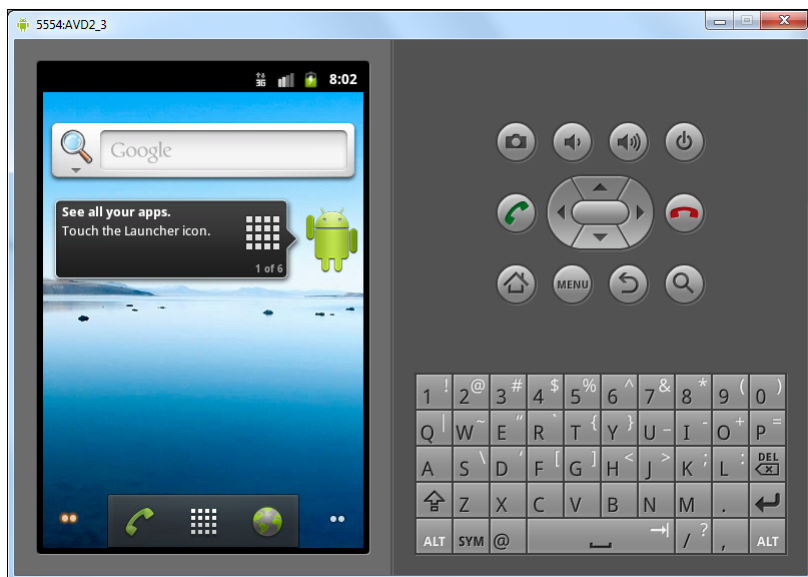 5554:AVD2_3
3G 8:02
Google
See all your apps.
Touch the Launcher icon.
1 of 6
MENU
1 ! 2 @ 3 # 4 $ 5 % 6 ^ 7 & 8 * 9 ( 0 )
Q | W ~ E “ R ` T { Y } U _ I - O + P =
A S \ D ‘ F [ G ] H < J > K ; L : DEL
Z X C V B N M .
ALT SYM @ / ? , ALT